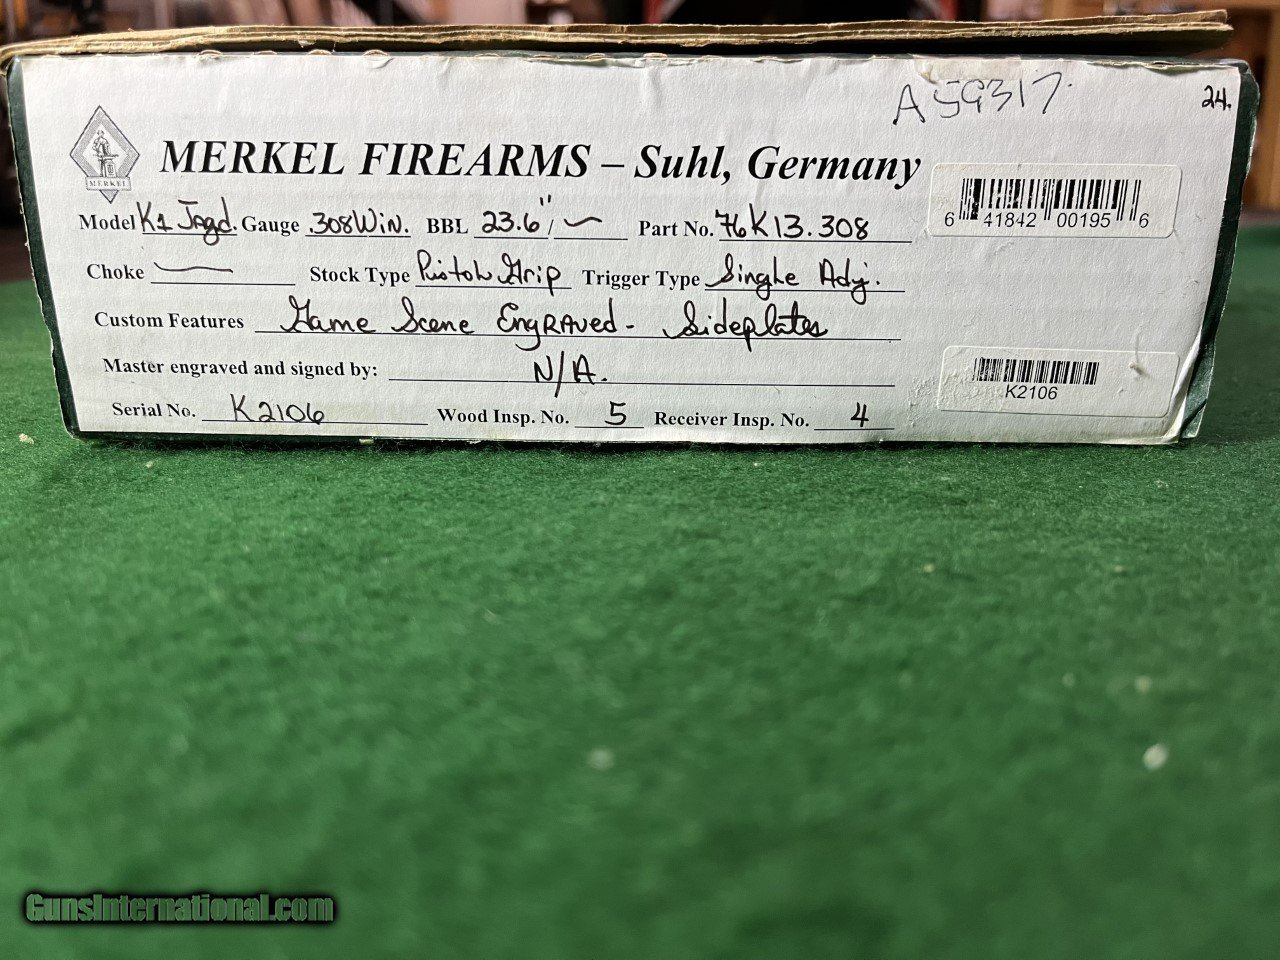 A59317.
24.
MERKEL
MERKEL FIREARMS – Suhl, Germany
6 41842 00195 6
Model K1 Jagd. Gauge .308 Win. BBL 23.6" / ~ Part No. 76K13.308
Choke ~ Stock Type Pistol Grip Trigger Type Single Adj.
Custom Features Game Scene Engraved - Sideplates
Master engraved and signed by: N/A.
K2106
Serial No. K2106 Wood Insp. No. 5 Receiver Insp. No. 4
GunsInternational.com